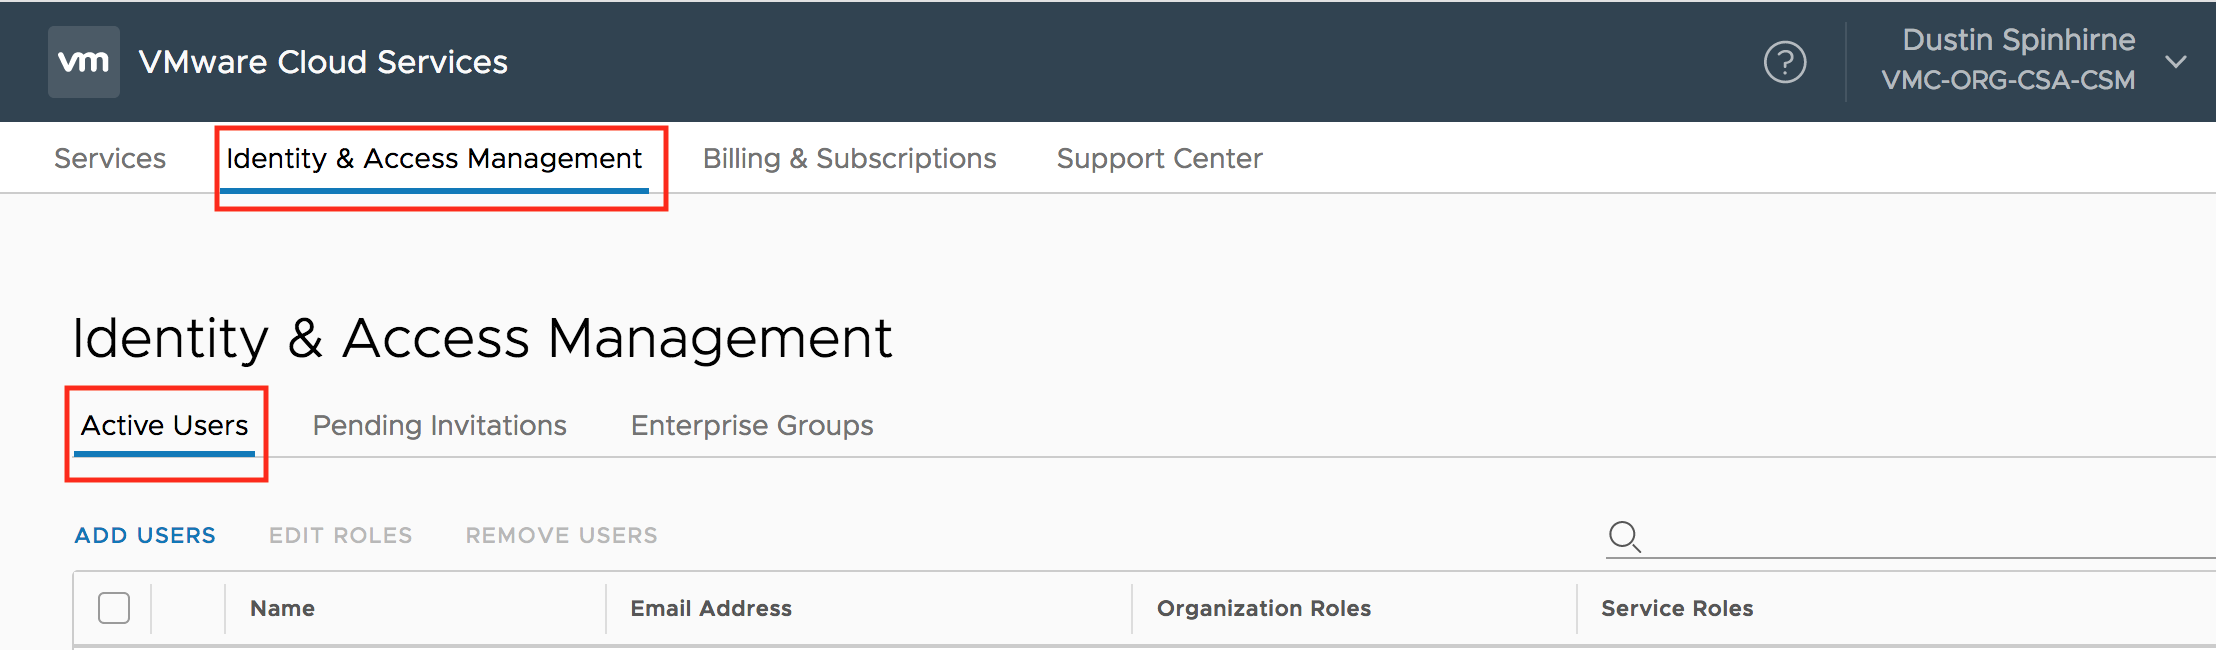 vm VMware Cloud Services
?
Dustin Spinhirne
VMC-ORG-CSA-CSM
Services Identity & Access Management Billing & Subscriptions Support Center
Identity & Access Management
Active Users Pending Invitations Enterprise Groups
ADD USERS EDIT ROLES REMOVE USERS
Name Email Address Organization Roles Service Roles